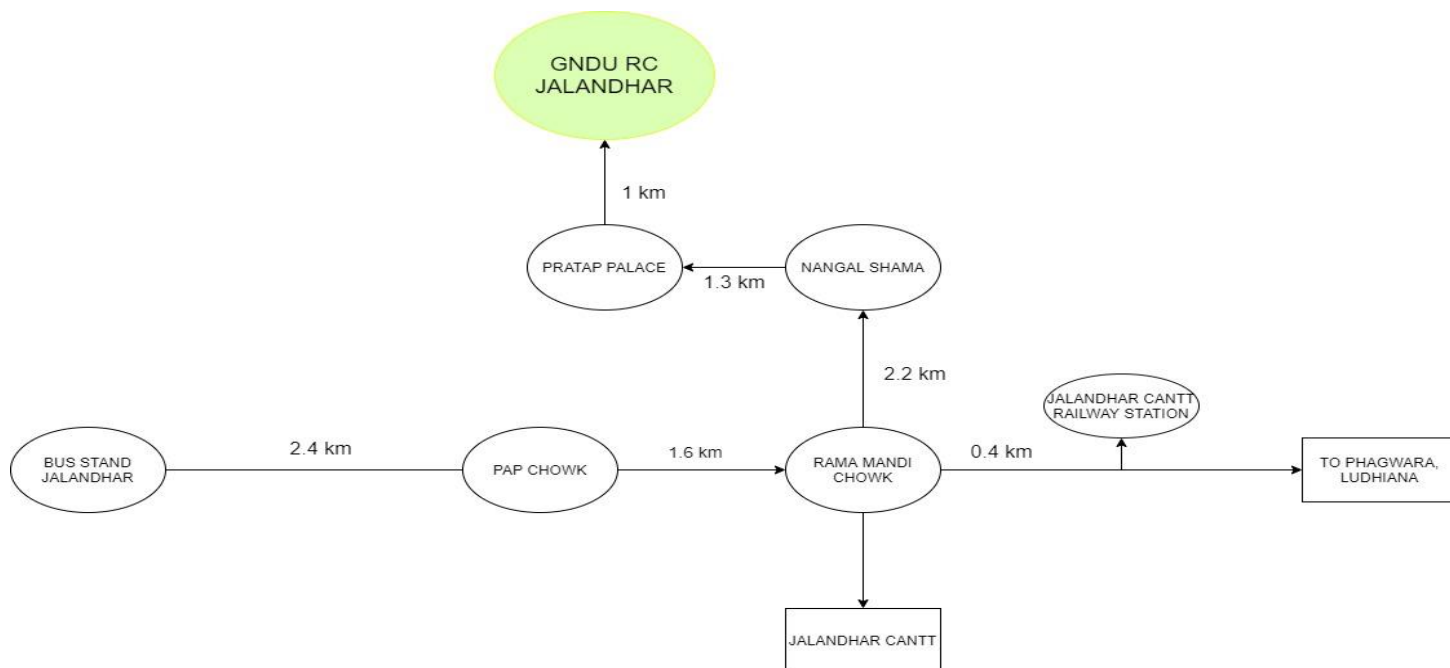 GNDU RC
JALANDHAR
1 km
PRATAP PALACE
1.3 km
NANGAL SHAMA
2.2 km
JALANDHAR CANTT
RAILWAY STATION
BUS STAND
JALANDHAR
2.4 km
PAP CHOWK
1.6 km
RAMA MANDI
CHOWK
0.4 km
TO PHAGWARA,
LUDHIANA
JALANDHAR CANTT